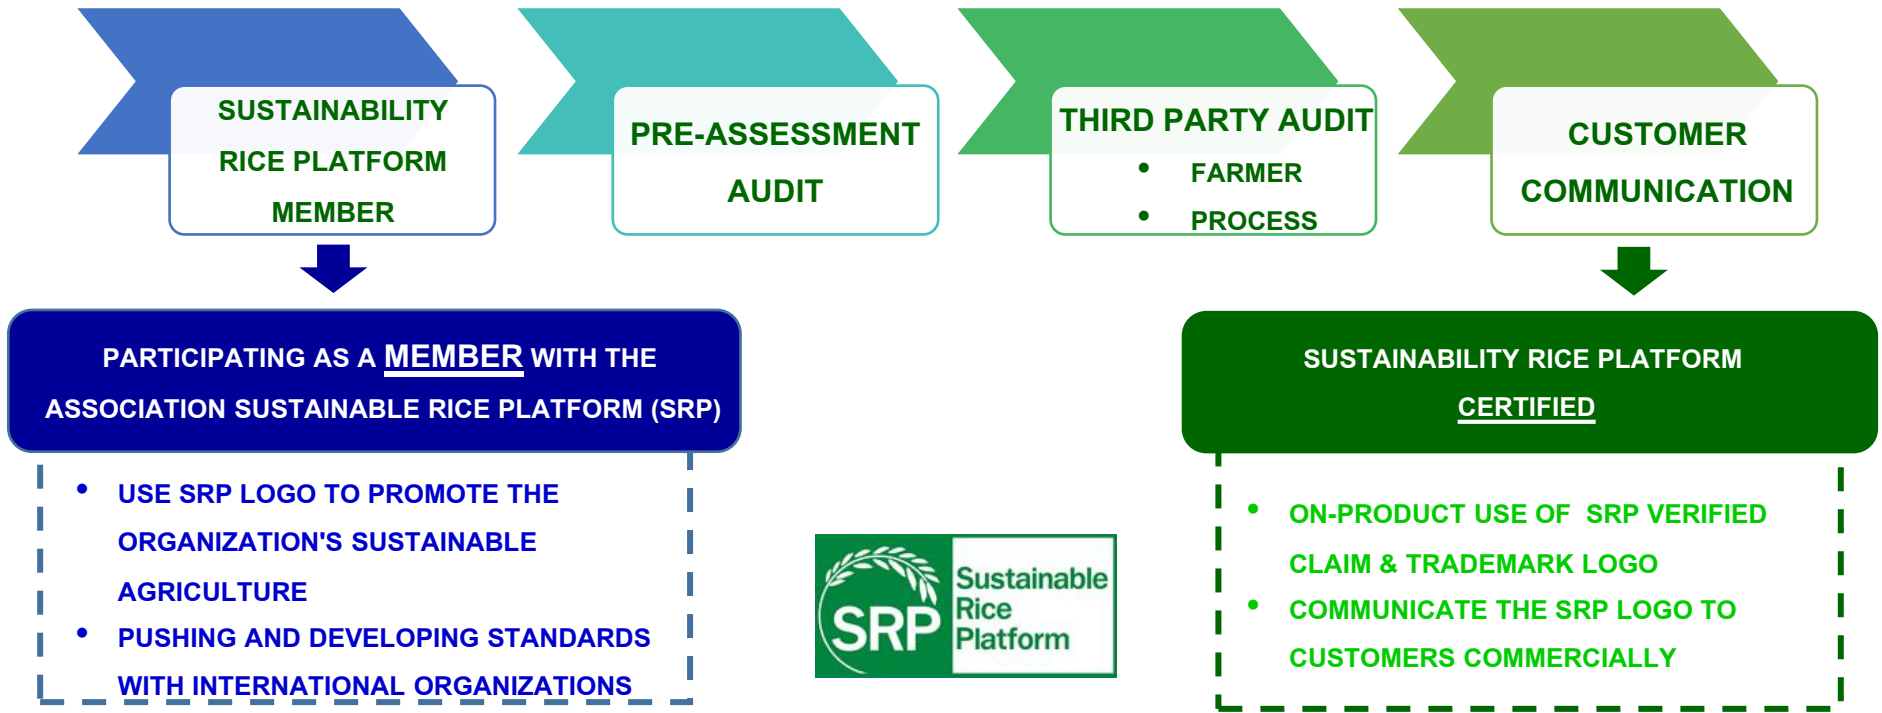 SUSTAINABILITY
RICE PLATFORM
MEMBER
PRE-ASSESSMENT
AUDIT
THIRD PARTY AUDIT
• FARMER
• PROCESS
CUSTOMER
COMMUNICATION
PARTICIPATING AS A MEMBER WITH THE
ASSOCIATION SUSTAINABLE RICE PLATFORM (SRP)
• USE SRP LOGO TO PROMOTE THE
ORGANIZATION'S SUSTAINABLE
AGRICULTURE
• PUSHING AND DEVELOPING STANDARDS
WITH INTERNATIONAL ORGANIZATIONS
SRP
Sustainable
Rice
Platform
SUSTAINABILITY RICE PLATFORM
CERTIFIED
• ON-PRODUCT USE OF SRP VERIFIED
CLAIM & TRADEMARK LOGO
• COMMUNICATE THE SRP LOGO TO
CUSTOMERS COMMERCIALLY